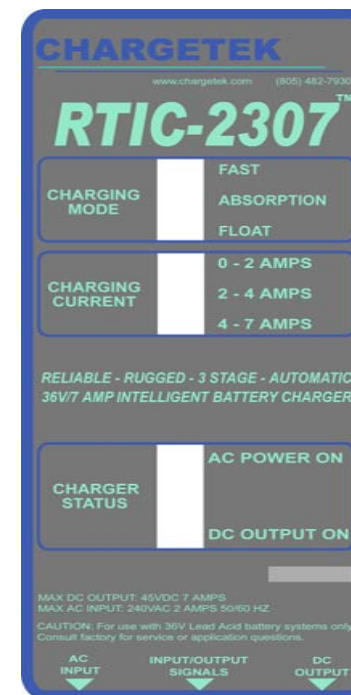 CHARGETEK
www.chargetek.com (805) 482-7930
RTIC-2307™
CHARGING MODE
FAST
ABSORPTION
FLOAT
CHARGING CURRENT
0 - 2 AMPS
2 - 4 AMPS
4 - 7 AMPS
RELIABLE - RUGGED - 3 STAGE - AUTOMATIC
36V/7 AMP INTELLIGENT BATTERY CHARGER
CHARGER STATUS
AC POWER ON
DC OUTPUT ON
MAX DC OUTPUT: 45VDC 7 AMPS
MAX AC INPUT: 240VAC 2 AMPS 50/60 HZ
CAUTION: For use with 36V Lead Acid battery systems only.
Consult factory for service or application questions.
AC INPUT
INPUT/OUTPUT SIGNALS
DC OUTPUT